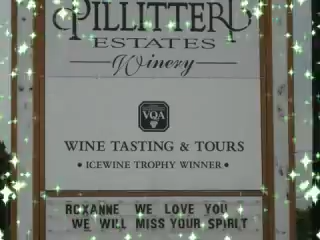 PILLITTERI
ESTATES
Winery
VQA
WINE TASTING & TOURS
• ICEWINE TROPHY WINNER •
ROXANNE WE LOVE YOU
WE WILL MISS YOUR SPIRIT